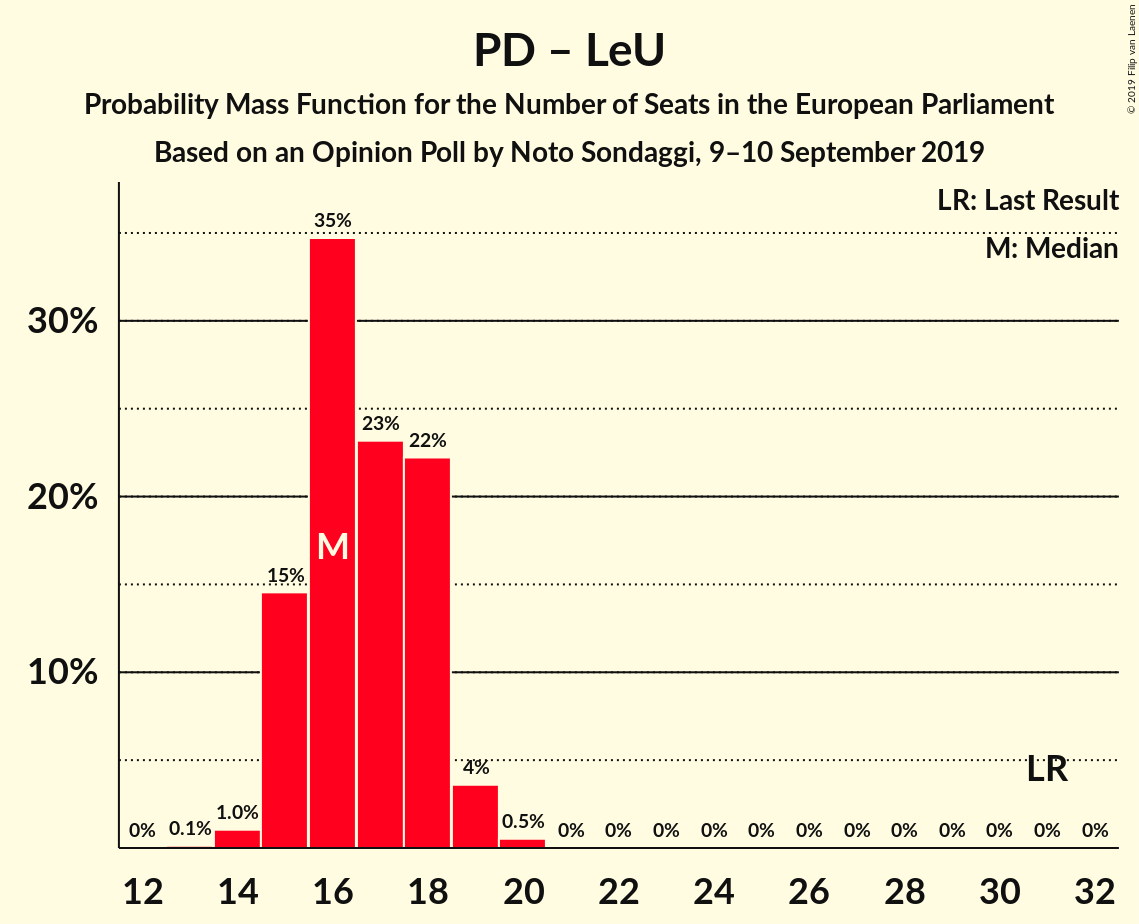 © 2019 Filip van Laenen
PD – LeU
Probability Mass Function for the Number of Seats in the European Parliament
Based on an Opinion Poll by Noto Sondaggi, 9–10 September 2019
LR: Last Result
M: Median
30%
20%
10%
0%
0.1%
1.0%
15%
35%
23%
22%
4%
0.5%
0%
0%
0%
0%
0%
0%
0%
0%
0%
0%
0%
0%
M
LR
12 14 16 18 20 22 24 26 28 30 32